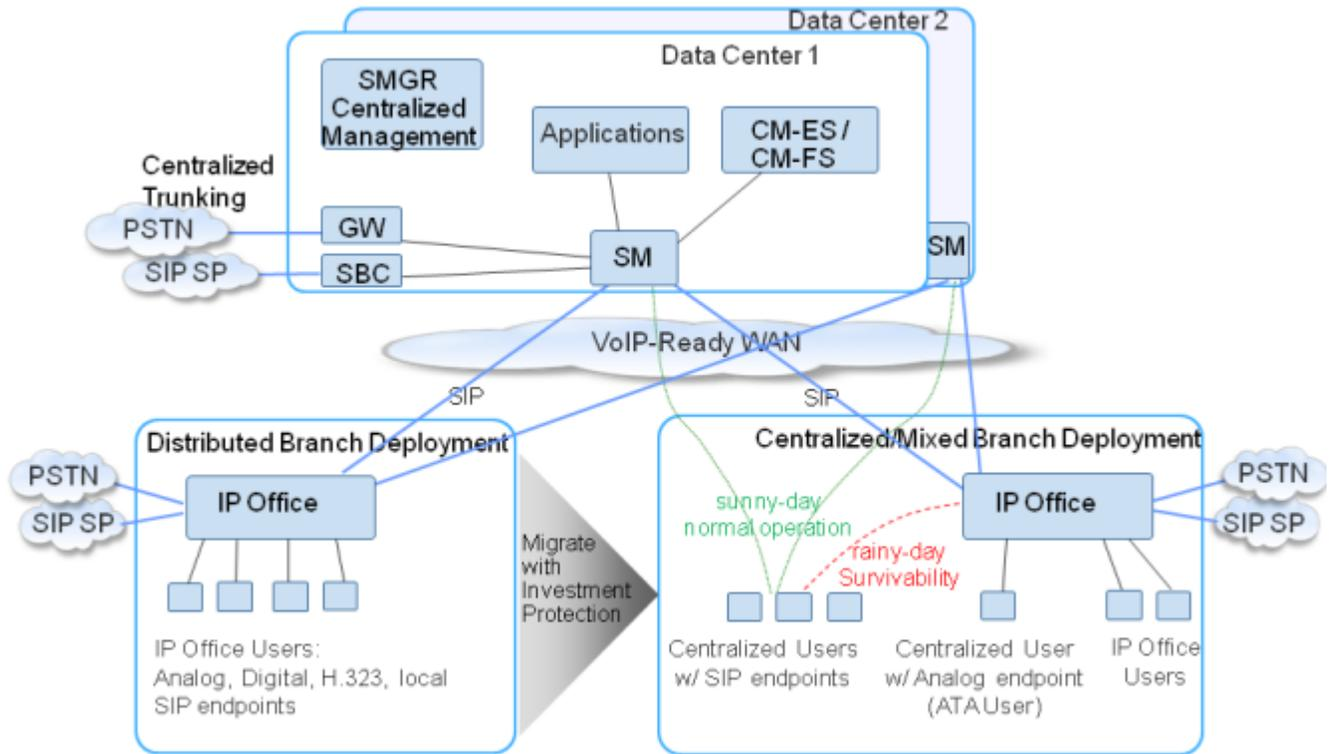 Data Center 2
Data Center 1
SMGR
Centralized
Management
Applications
CM-ES /
CM-FS
Centralized
Trunking
PSTN
GW
SIP SP
SBC
SM
SM
VoIP-Ready WAN
SIP
SIP
Distributed Branch Deployment
Centralized/Mixed Branch Deployment
PSTN
SIP SP
IP Office
Migrate
with
Investment
Protection
sunny-day
normal operation
rainy-day
Survivability
IP Office
PSTN
SIP SP
IP Office Users:
Analog, Digital, H.323, local
SIP endpoints
Centralized Users
w/ SIP endpoints
Centralized User
w/ Analog endpoint
(ATA User)
IP Office
Users